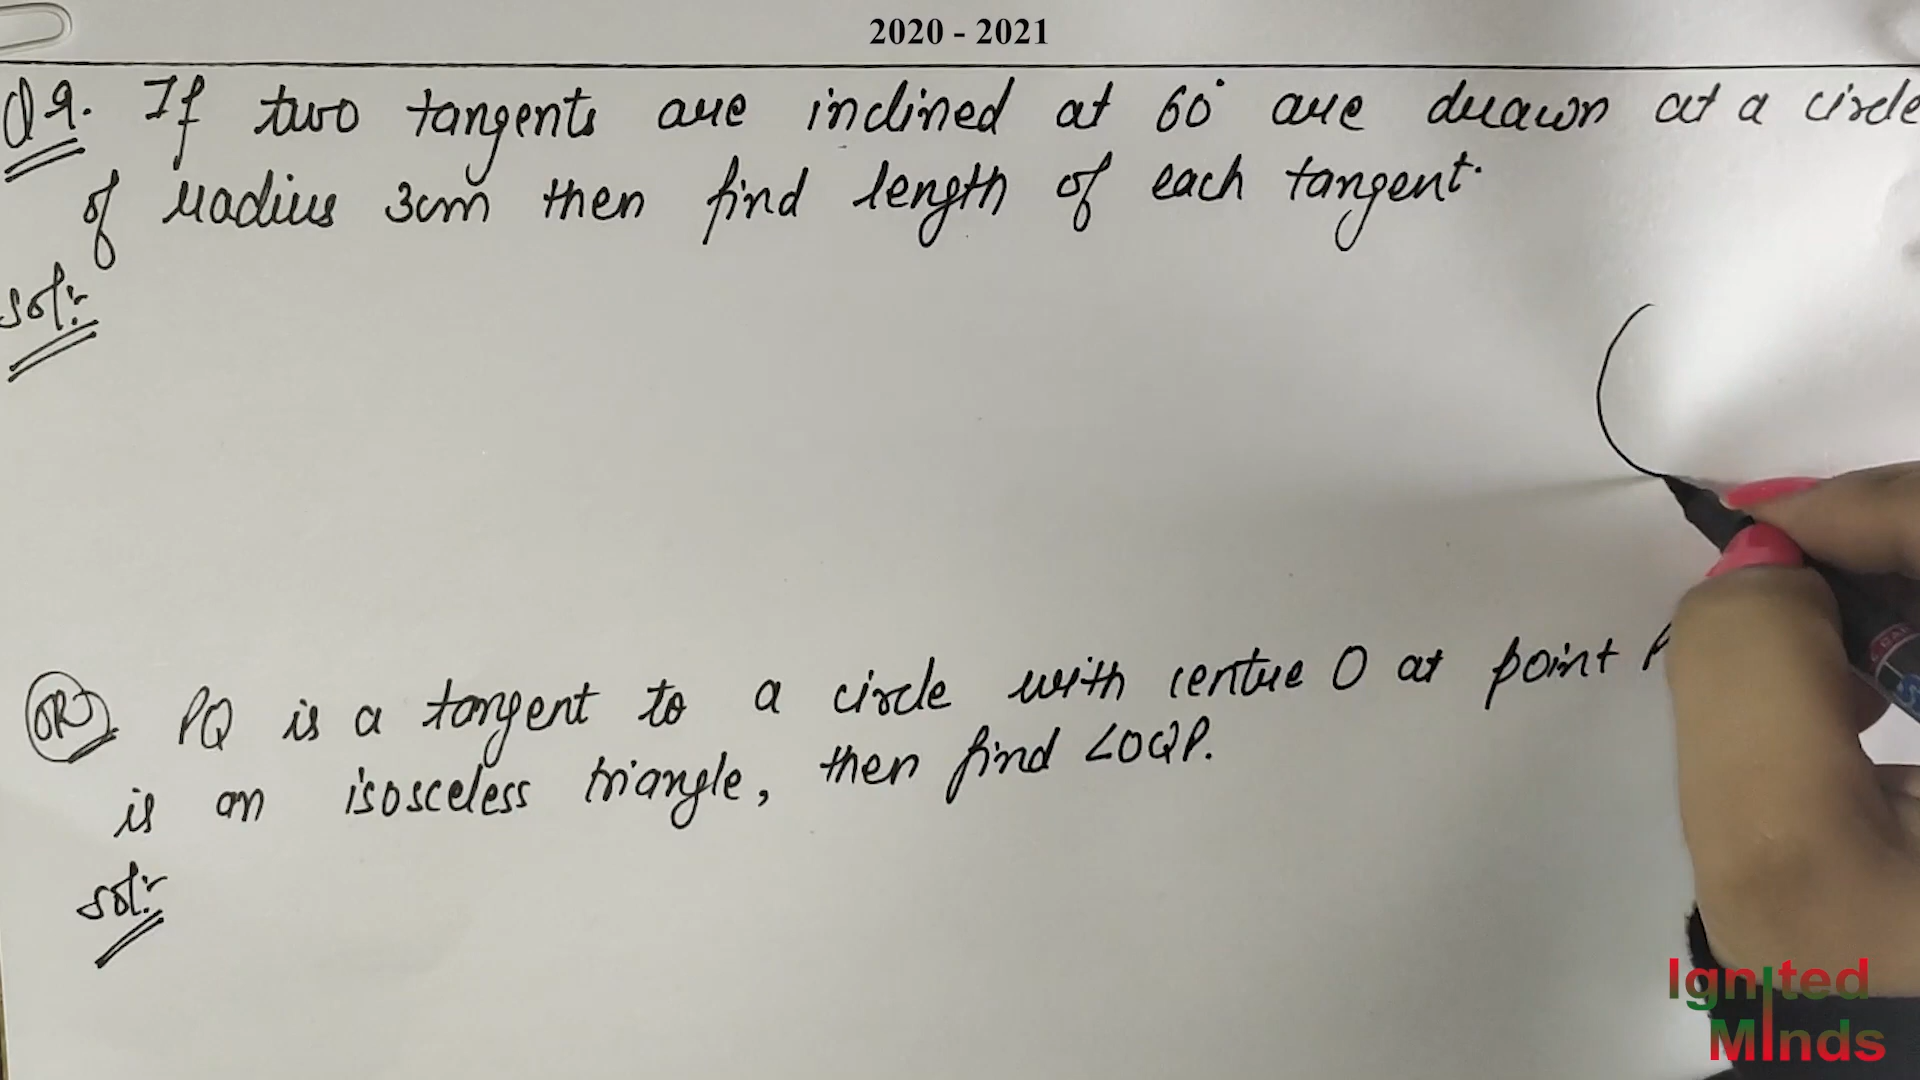 2020 - 2021
Q 9. If two tangents are inclined at 60° are drawn at a circle
of radius 3cm then find length of each tangent.
Sol:-
OR PQ is a tangent to a circle with centre O at point
is an isosceless triangle, then find ∠OQP.
Sol:-
Ignited
Minds